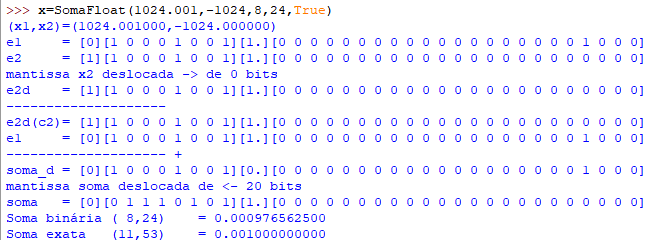 >>> x=SomaFloat(1024.001,-1024,8,24,True)
(x1,x2)=(1024.001000,-1024.000000)
e1     = [0][1 0 0 0 1 0 0 1][1.][0 0 0 0 0 0 0 0 0 0 0 0 0 0 0 0 0 0 0 1 0 0 0]
e2     = [1][1 0 0 0 1 0 0 1][1.][0 0 0 0 0 0 0 0 0 0 0 0 0 0 0 0 0 0 0 0 0 0 0]
mantissa x2 deslocada -> de 0 bits
e2d    = [1][1 0 0 0 1 0 0 1][1.][0 0 0 0 0 0 0 0 0 0 0 0 0 0 0 0 0 0 0 0 0 0 0]
--------------------
e2d(c2)= [1][1 0 0 0 1 0 0 1][1.][0 0 0 0 0 0 0 0 0 0 0 0 0 0 0 0 0 0 0 0 0 0 0]
e1     = [0][1 0 0 0 1 0 0 1][1.][0 0 0 0 0 0 0 0 0 0 0 0 0 0 0 0 0 0 0 1 0 0 0]
-------------------- +
soma_d = [0][1 0 0 0 1 0 0 1][0.][0 0 0 0 0 0 0 0 0 0 0 0 0 0 0 0 0 0 0 1 0 0 0]
mantissa soma deslocada de <- 20 bits
soma   = [0][0 1 1 1 0 1 0 1][1.][0 0 0 0 0 0 0 0 0 0 0 0 0 0 0 0 0 0 0 0 0 0 0]
Soma binária ( 8,24)    = 0.000976562500
Soma exata   (11,53)    = 0.001000000000